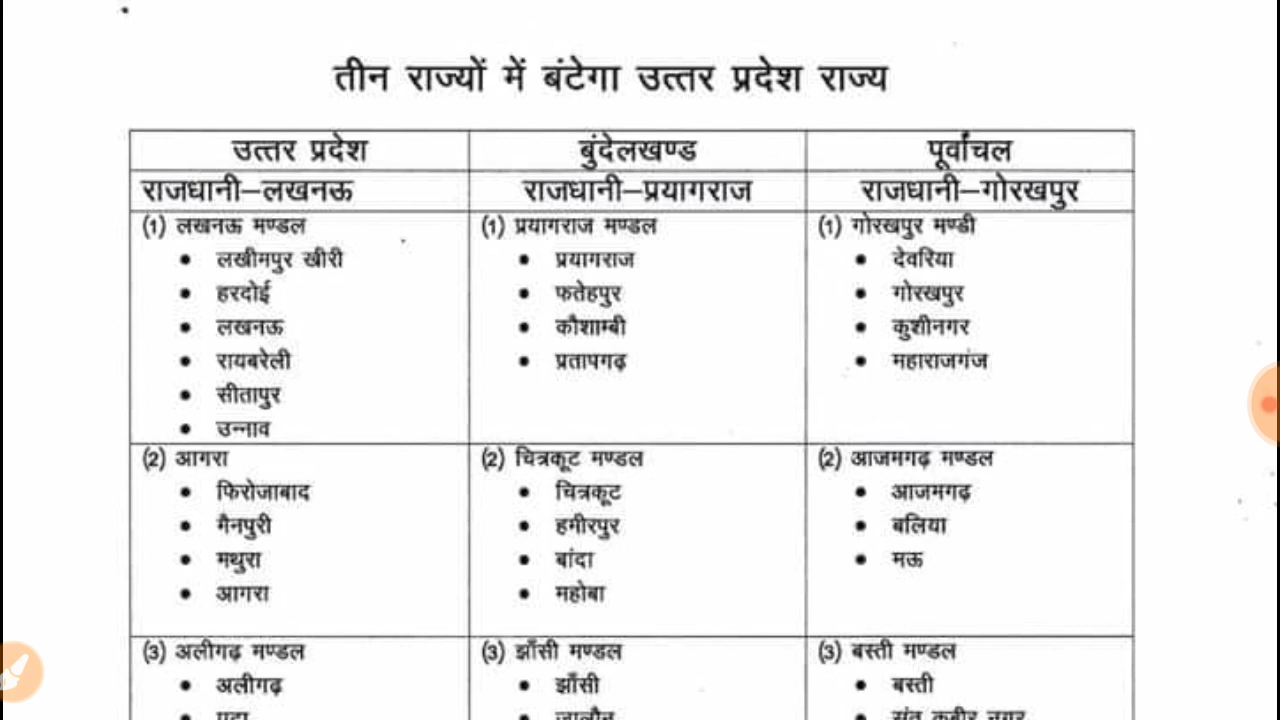 तीन राज्यों में बंटेगा उत्तर प्रदेश राज्य
उत्तर प्रदेश
बुंदेलखण्ड
पूर्वांचल
राजधानी–लखनऊ
राजधानी–प्रयागराज
राजधानी–गोरखपुर
(1) लखनऊ मण्डल
• लखीमपुर खीरी
• हरदोई
• लखनऊ
• रायबरेली
• सीतापुर
• उन्नाव
(1) प्रयागराज मण्डल
• प्रयागराज
• फतेहपुर
• कौशाम्बी
• प्रतापगढ़
(1) गोरखपुर मण्डी
• देवरिया
• गोरखपुर
• कुशीनगर
• महाराजगंज
(2) आगरा
• फिरोजाबाद
• मैनपुरी
• मथुरा
• आगरा
(2) चित्रकूट मण्डल
• चित्रकूट
• हमीरपुर
• बांदा
• महोबा
(2) आजमगढ़ मण्डल
• आजमगढ़
• बलिया
• मऊ
(3) अलीगढ़ मण्डल
• अलीगढ़
(3) झाँसी मण्डल
• झाँसी
• जालौन
(3) बस्ती मण्डल
• बस्ती
• संत कबीर नगर